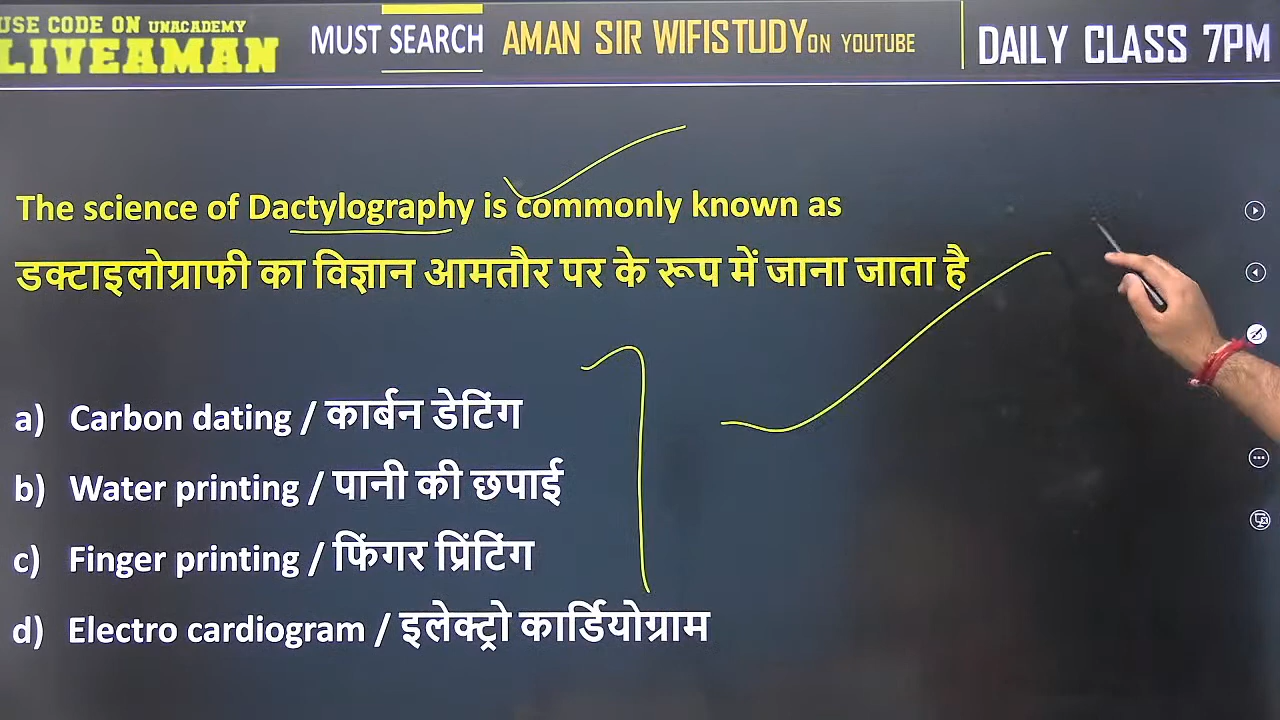 USE CODE ON UNACADEMY
LIVEAMAN
MUST SEARCH AMAN SIR WIFISTUDY ON YOUTUBE
DAILY CLASS 7PM
The science of Dactylography is commonly known as
डक्टाइलोग्राफी का विज्ञान आमतौर पर के रूप में जाना जाता है
a) Carbon dating / कार्बन डेटिंग
b) Water printing / पानी की छपाई
c) Finger printing / फिंगर प्रिंटिंग
d) Electro cardiogram / इलेक्ट्रो कार्डियोग्राम